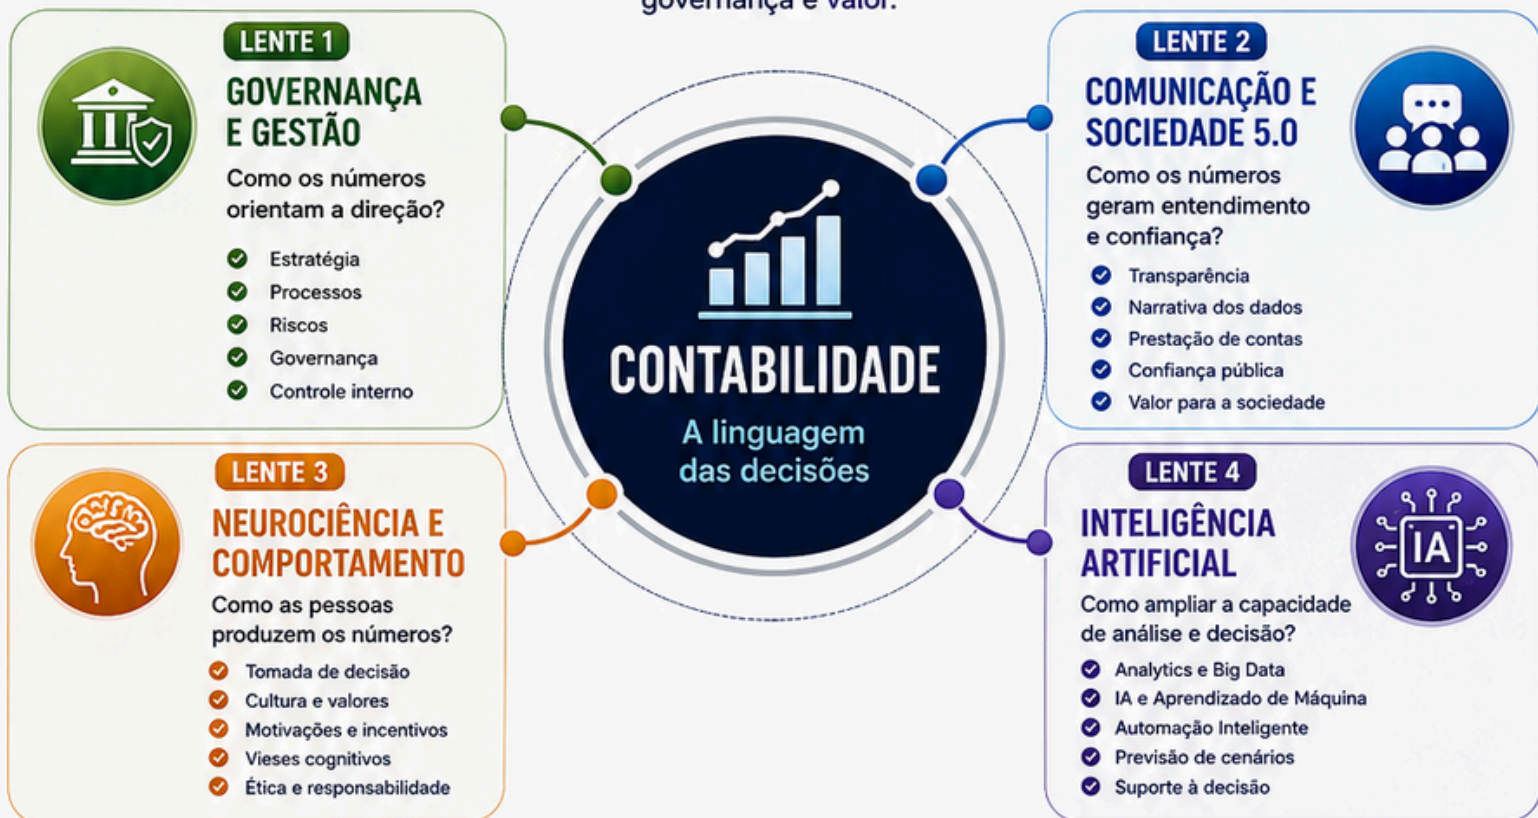 governança e valor.
LENTE 1
GOVERNANÇA
E GESTÃO
Como os números
orientam a direção?
Estratégia
Processos
Riscos
Governança
Controle interno
LENTE 2
COMUNICAÇÃO E
SOCIEDADE 5.0
Como os números
geram entendimento
e confiança?
Transparência
Narrativa dos dados
Prestação de contas
Confiança pública
Valor para a sociedade
CONTABILIDADE
A linguagem
das decisões
LENTE 3
NEUROCIÊNCIA E
COMPORTAMENTO
Como as pessoas
produzem os números?
Tomada de decisão
Cultura e valores
Motivações e incentivos
Vieses cognitivos
Ética e responsabilidade
LENTE 4
INTELIGÊNCIA
ARTIFICIAL
IA
Como ampliar a capacidade
de análise e decisão?
Analytics e Big Data
IA e Aprendizado de Máquina
Automação Inteligente
Previsão de cenários
Suporte à decisão